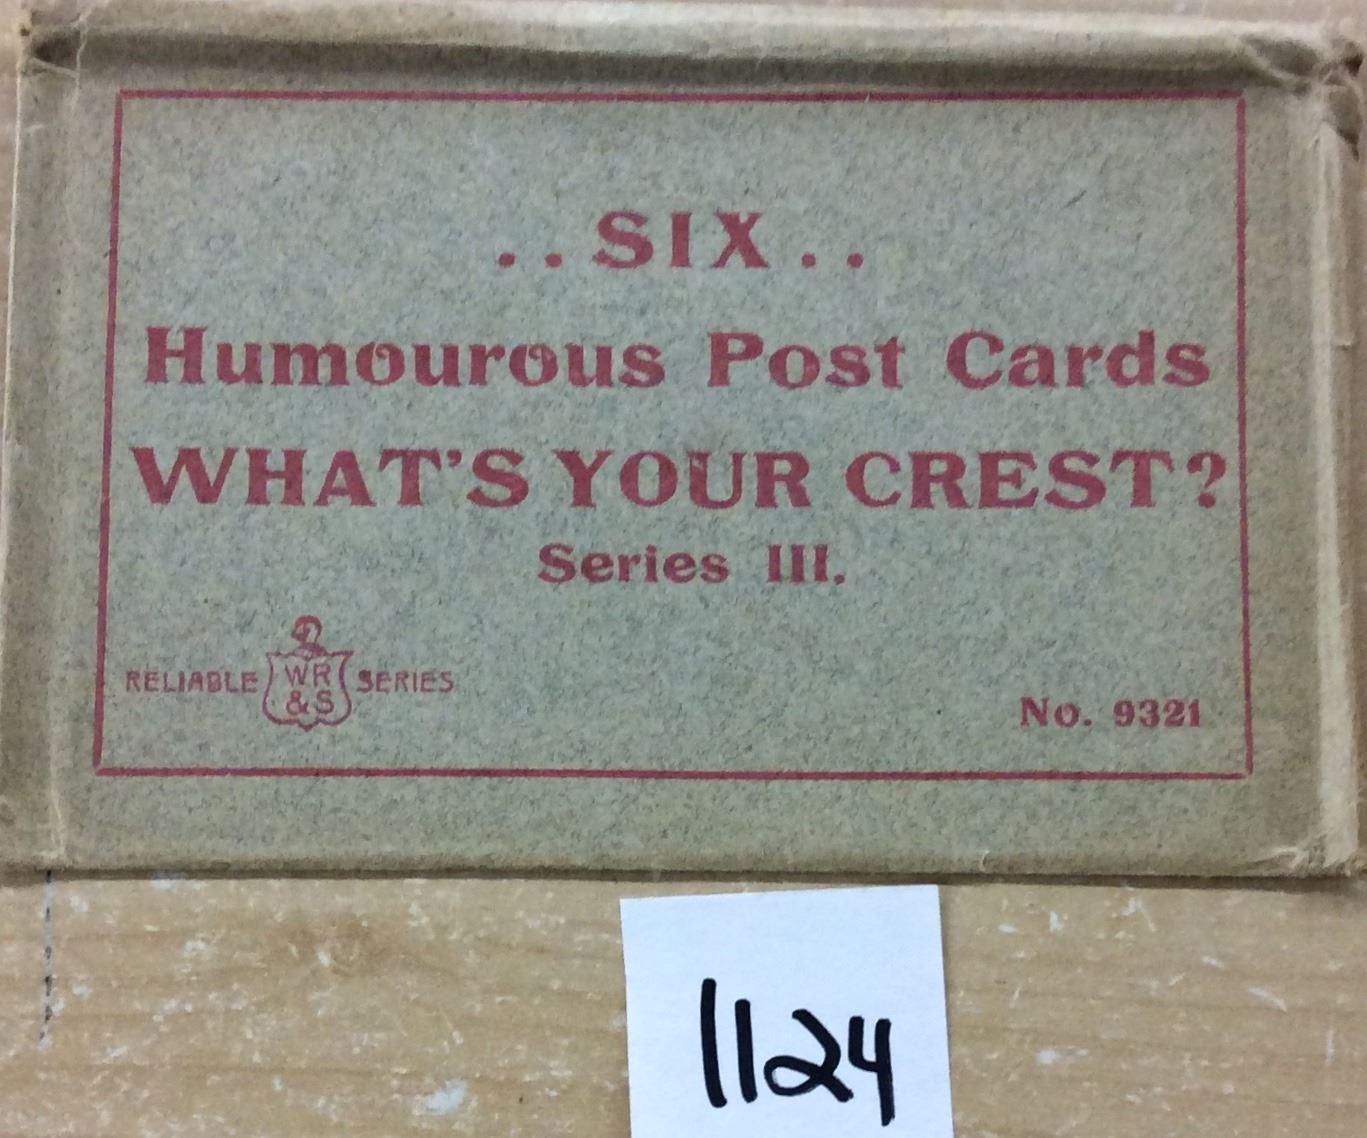 ..SIX..
Humourous Post Cards
WHAT'S YOUR CREST?
Series III.
RELIABLE WR & S SERIES
No. 9321
1124